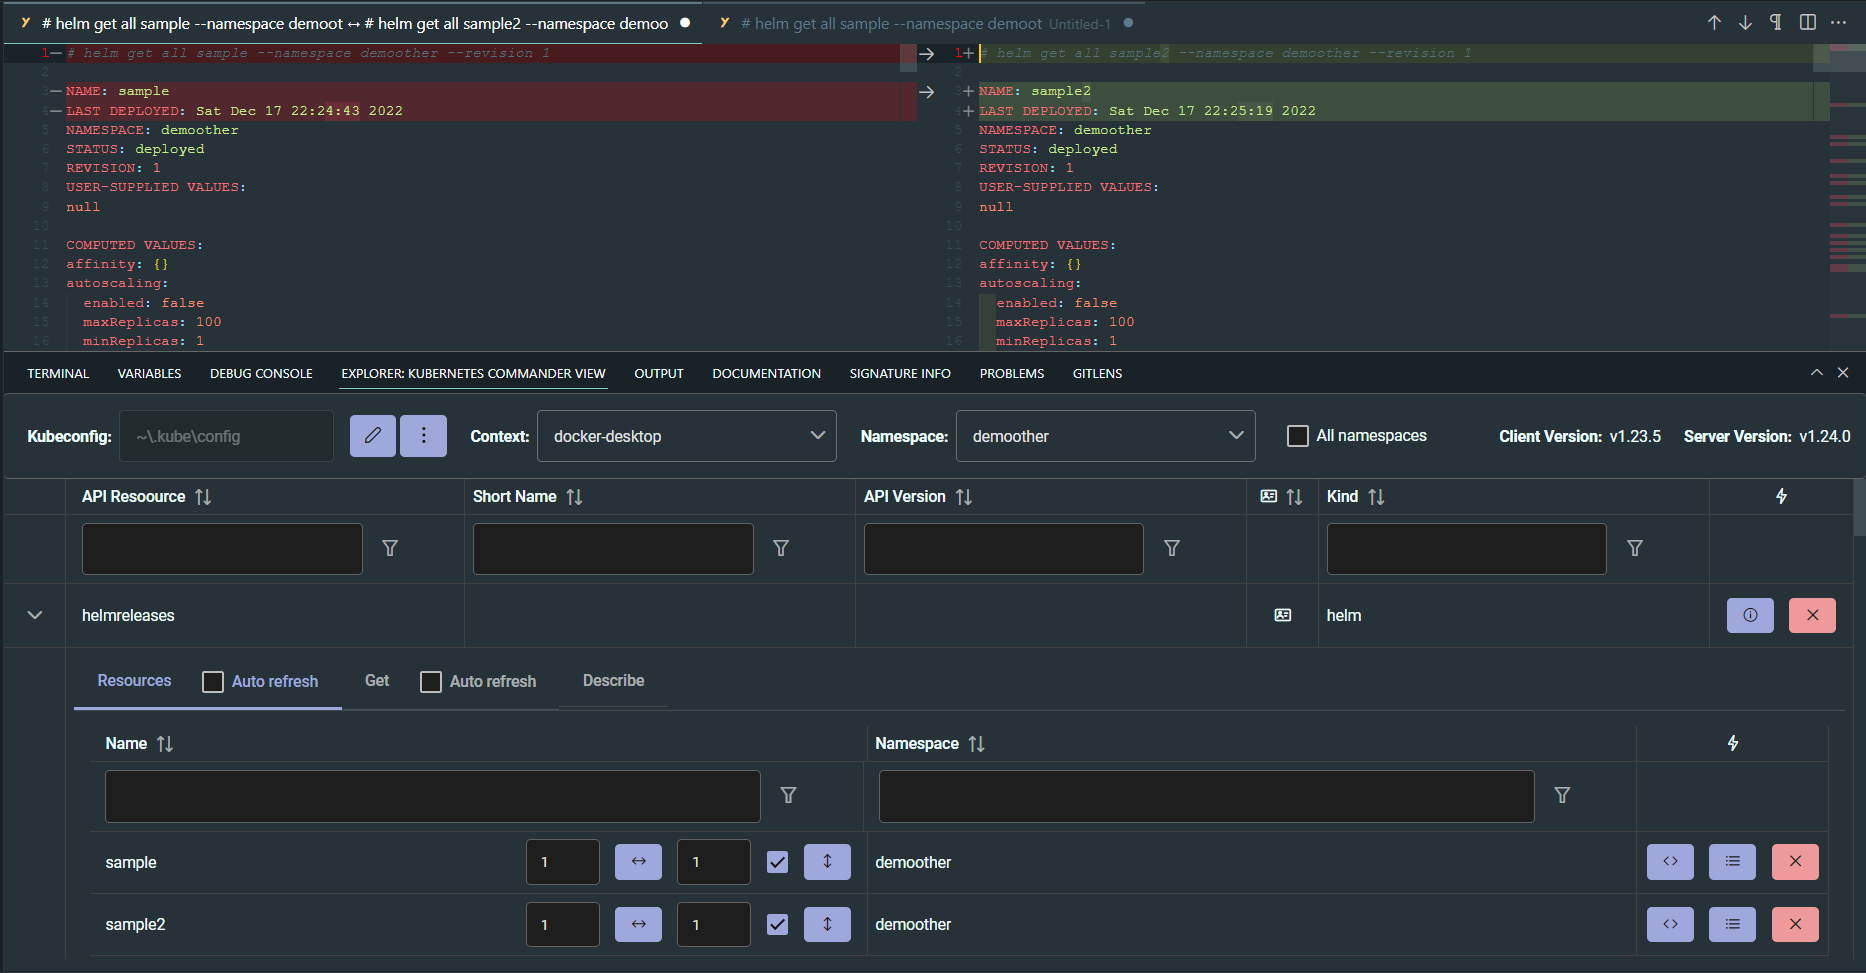 # helm get all sample --namespace demoot ↔ # helm get all sample2 --namespace demoo
# helm get all sample --namespace demoot Untitled-1
1 # helm get all sample --namespace demoother --revision 1
2
3 NAME: sample
4 LAST DEPLOYED: Sat Dec 17 22:24:43 2022
5 NAMESPACE: demoother
6 STATUS: deployed
7 REVISION: 1
8 USER-SUPPLIED VALUES:
9 null
10
11 COMPUTED VALUES:
12 affinity: {}
13 autoscaling:
14 enabled: false
15 maxReplicas: 100
16 minReplicas: 1
1 # helm get all sample2 --namespace demoother --revision 1
2
3 NAME: sample2
4 LAST DEPLOYED: Sat Dec 17 22:25:19 2022
5 NAMESPACE: demoother
6 STATUS: deployed
7 REVISION: 1
8 USER-SUPPLIED VALUES:
9 null
10
11 COMPUTED VALUES:
12 affinity: {}
13 autoscaling:
14 enabled: false
15 maxReplicas: 100
16 minReplicas: 1
TERMINAL VARIABLES DEBUG CONSOLE EXPLORER: KUBERNETES COMMANDER VIEW OUTPUT DOCUMENTATION SIGNATURE INFO PROBLEMS GITLENS
Kubeconfig: ~\.kube\config Context: docker-desktop Namespace: demoother All namespaces Client Version: v1.23.5 Server Version: v1.24.0
API Resoource Short Name API Version Kind
helmreleases helm
Resources Auto refresh Get Auto refresh Describe
Name Namespace
sample 1 1 demoother
sample2 1 1 demoother